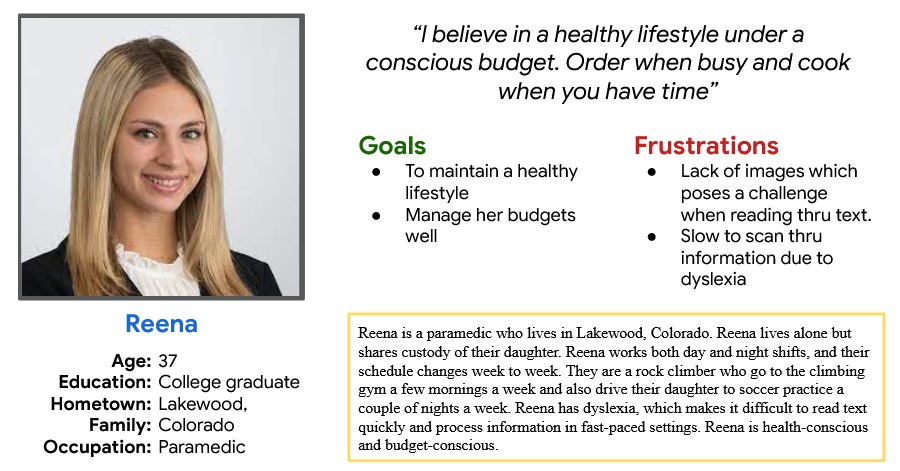 “I believe in a healthy lifestyle under a
conscious budget. Order when busy and cook
when you have time”
Goals
● To maintain a healthy
lifestyle
● Manage her budgets
well
Frustrations
● Lack of images which
poses a challenge
when reading thru text.
● Slow to scan thru
information due to
dyslexia
Reena
Age: 37
Education: College graduate
Hometown: Lakewood,
Family: Colorado
Occupation: Paramedic
Reena is a paramedic who lives in Lakewood, Colorado. Reena lives alone but
shares custody of their daughter. Reena works both day and night shifts, and their
schedule changes week to week. They are a rock climber who go to the climbing
gym a few mornings a week and also drive their daughter to soccer practice a
couple of nights a week. Reena has dyslexia, which makes it difficult to read text
quickly and process information in fast-paced settings. Reena is health-conscious
and budget-conscious.